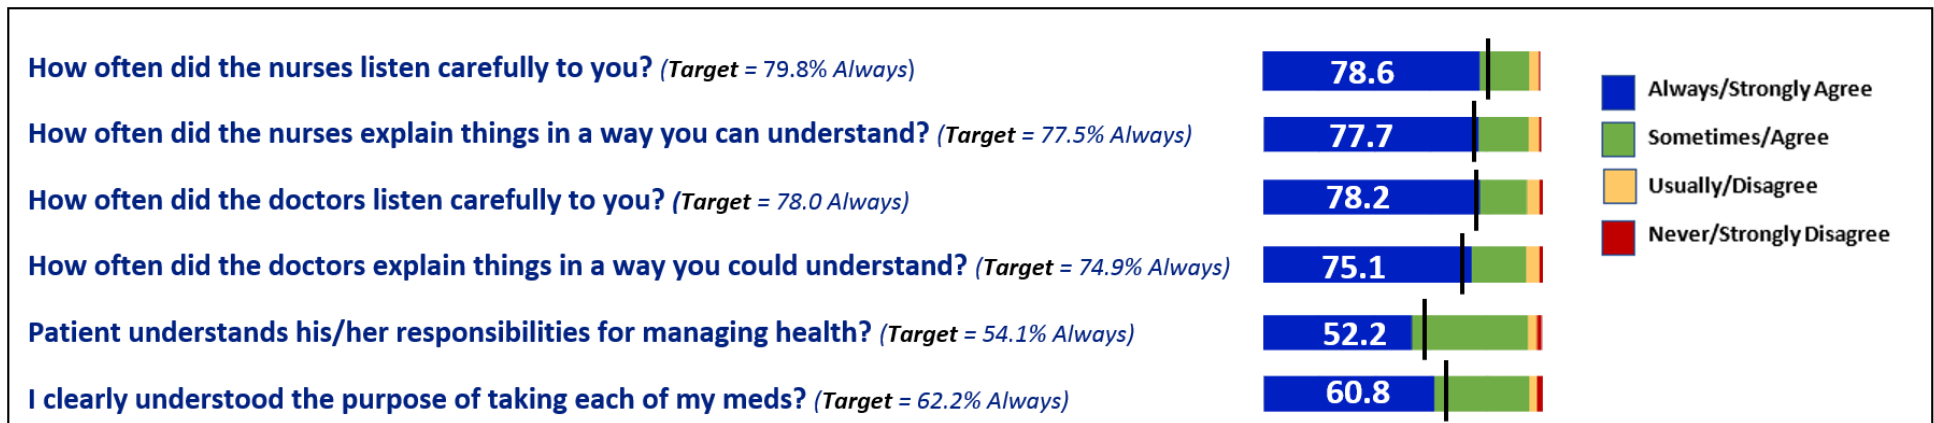 How often did the nurses listen carefully to you? (Target = 79.8% Always) 78.6
How often did the nurses explain things in a way you can understand? (Target = 77.5% Always) 77.7
How often did the doctors listen carefully to you? (Target = 78.0 Always) 78.2
How often did the doctors explain things in a way you could understand? (Target = 74.9% Always) 75.1
Patient understands his/her responsibilities for managing health? (Target = 54.1% Always) 52.2
I clearly understood the purpose of taking each of my meds? (Target = 62.2% Always) 60.8
Always/Strongly Agree
Sometimes/Agree
Usually/Disagree
Never/Strongly Disagree